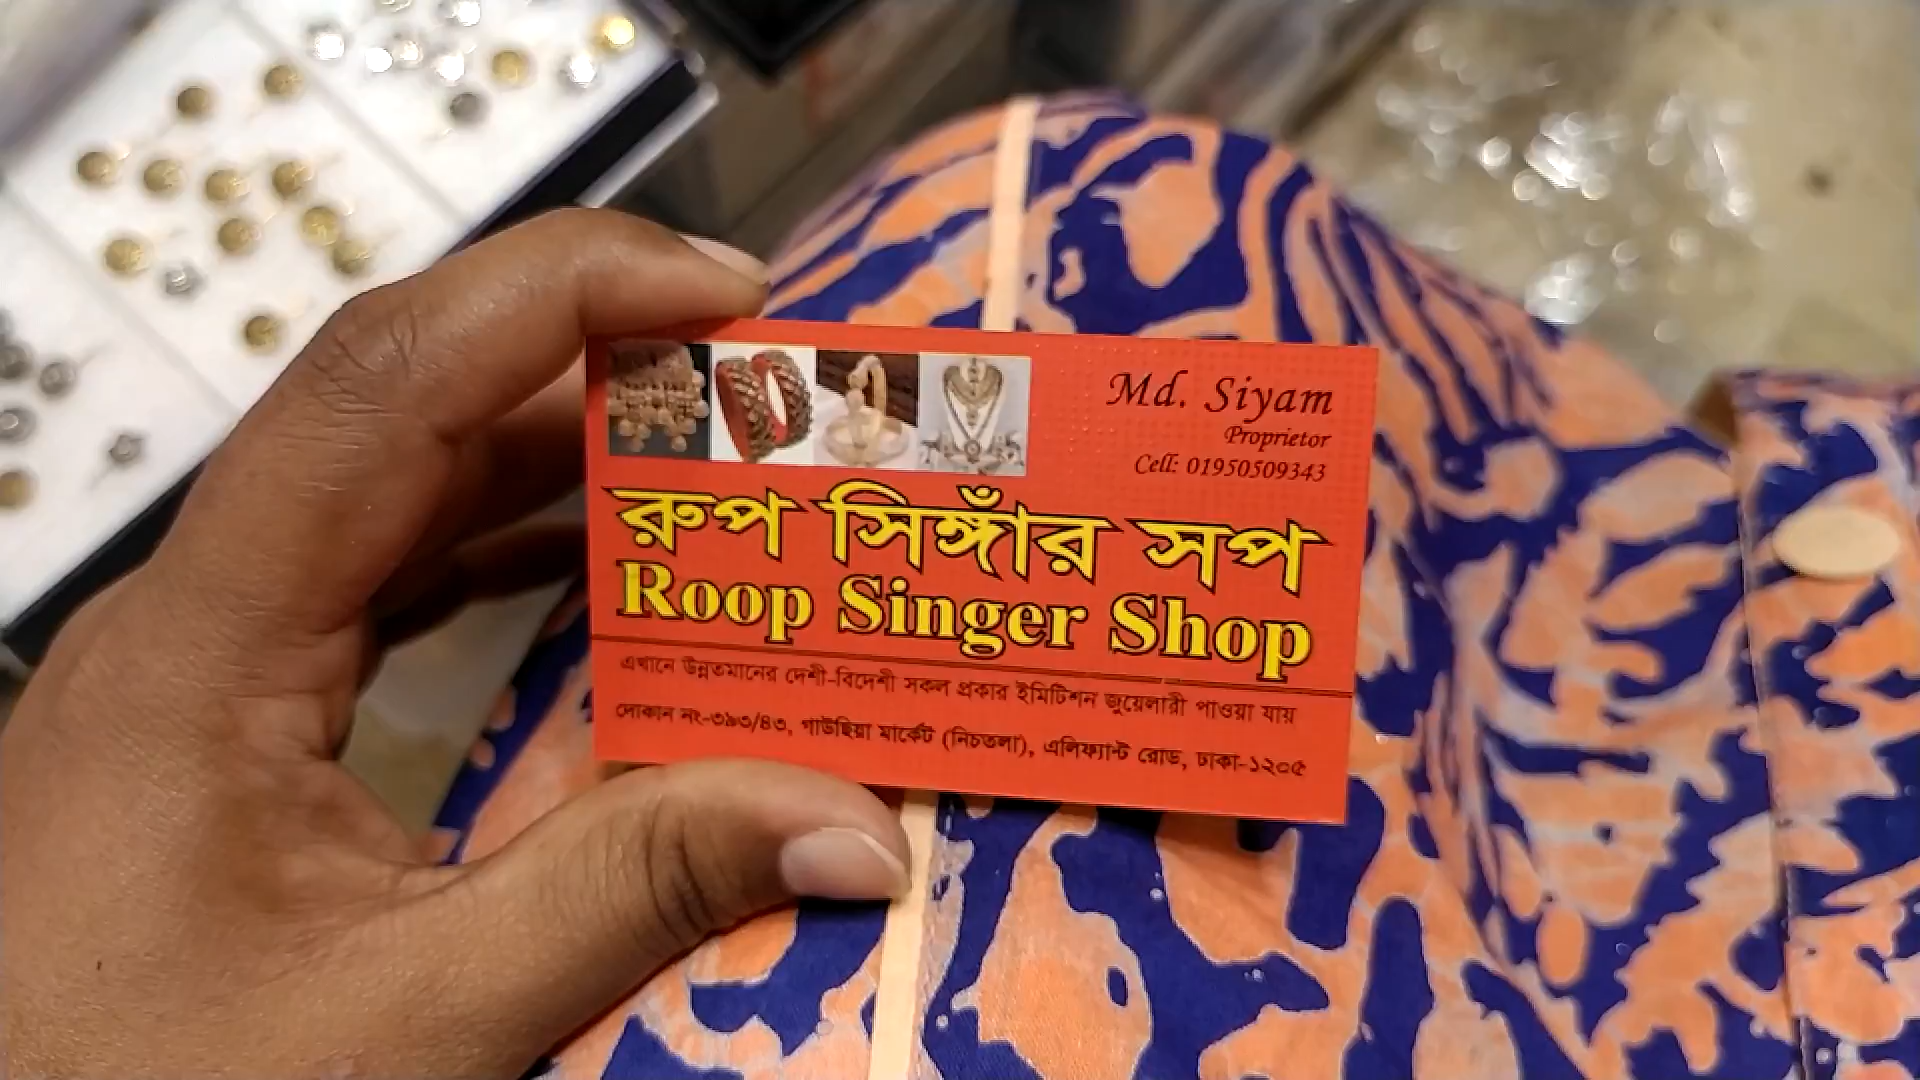 Md. Siyam
Proprietor
Cell: 01950509343
রুপ সিঙ্গাঁর সপ
Roop Singer Shop
এখানে উন্নতমানের দেশী-বিদেশী সকল প্রকার ইমিটিশন জুয়েলারী পাওয়া যায়
দোকান নং-৩৯৩/৪৩, গাউছিয়া মার্কেট (নিচতলা), এলিফ্যান্ট রোড, ঢাকা-১২০৫